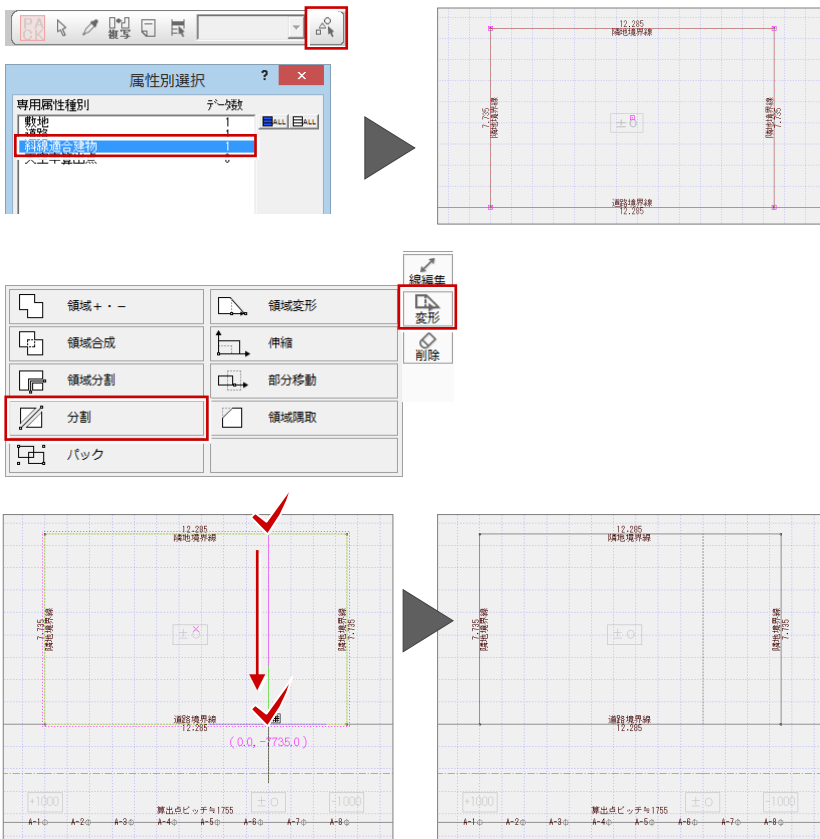 PA
CK
複写
属性別選択
?
×
専用属性種別 データ数
敷地 1
道路 1
斜線適合建物 1
ALL ALL
12.285
隣地境界線
7.735
隣地境界線
±0
隣地境界線
7.735
道路境界線
12.285
線編集
変形
削除
領域+・−
領域変形
領域合成
伸縮
領域分割
部分移動
分割
領域隅取
パック
12.285
隣地境界線
7.735
隣地境界線
±0
隣地境界線
7.735
道路境界線
12.285
(0.0, -7735.0)
+1000
±0
-1000
算出点ピッチ≒1755
A-1 A-2 A-3 A-4 A-5 A-6 A-7 A-8
12.285
隣地境界線
7.735
隣地境界線
±0
隣地境界線
7.735
道路境界線
12.285
+1000
±0
-1000
算出点ピッチ≒1755
A-1 A-2 A-3 A-4 A-5 A-6 A-7 A-8